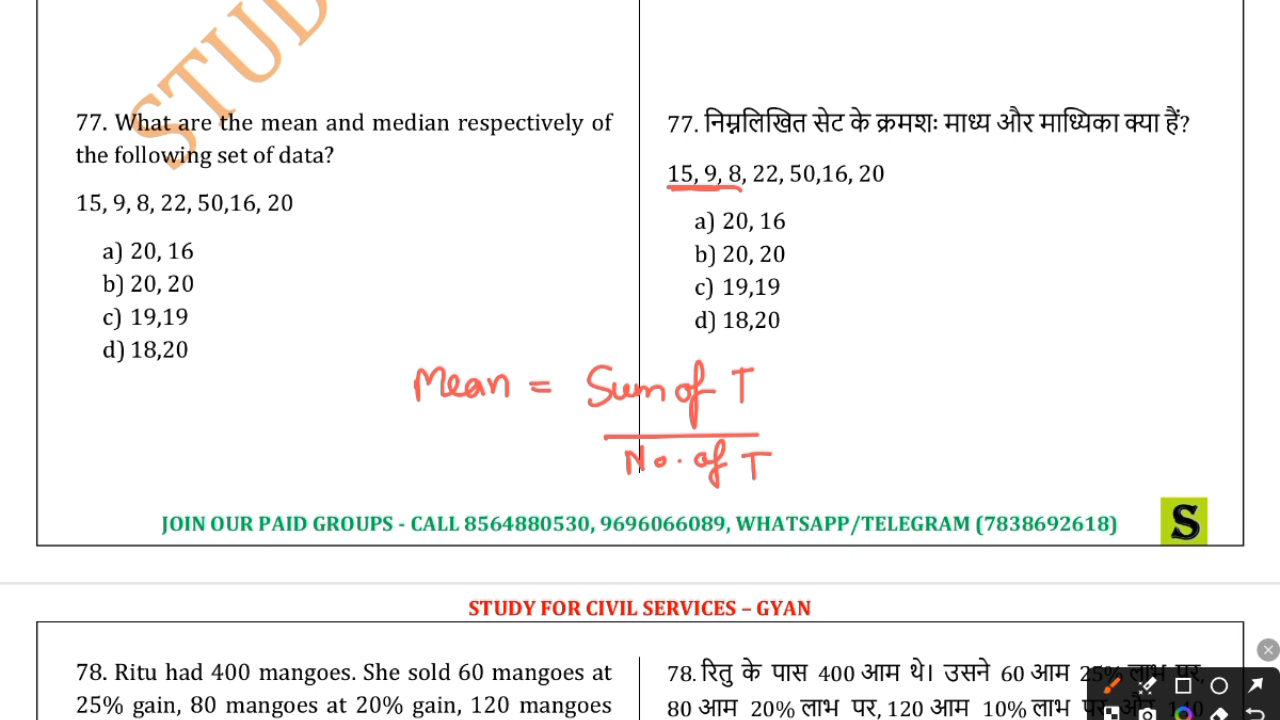 STUD
77. What are the mean and median respectively of
the following set of data?
15, 9, 8, 22, 50,16, 20
a) 20, 16
b) 20, 20
c) 19,19
d) 18,20
77. निम्नलिखित सेट के क्रमशः माध्य और माध्यिका क्या हैं?
15, 9, 8, 22, 50,16, 20
a) 20, 16
b) 20, 20
c) 19,19
d) 18,20
Mean = Sum of T
No. of T
JOIN OUR PAID GROUPS - CALL 8564880530, 9696066089, WHATSAPP/TELEGRAM (7838692618)
S
STUDY FOR CIVIL SERVICES – GYAN
78. Ritu had 400 mangoes. She sold 60 mangoes at
25% gain, 80 mangoes at 20% gain, 120 mangoes
78. रितु के पास 400 आम थे। उसने 60 आम 25% लाभ पर,
80 आम 20% लाभ पर, 120 आम 10% लाभ